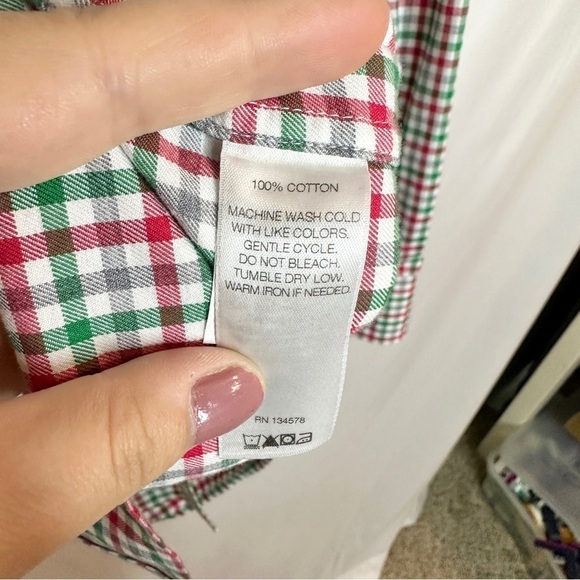 100% COTTON
MACHINE WASH COLD
WITH LIKE COLORS.
GENTLE CYCLE.
DO NOT BLEACH.
TUMBLE DRY LOW.
WARM IRON IF NEEDED.
RN 134578